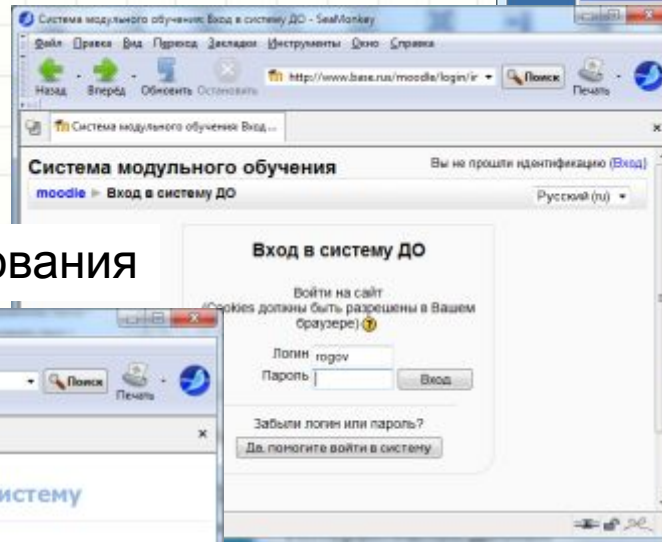 Система модульного обучения: Вход в систему ДО - SeaMonkey
Файл Правка Вид Переход Закладки Инструменты Окно Справка
Назад Вперёд Обновить Остановить http://www.base.rus/moodle/login/ir Поиск Печать
Система модульного обучения: Вход...
Система модульного обучения Вы не прошли идентификацию (Вход)
moodle ► Вход в систему ДО Русский (ru)
Вход в систему ДО
Войти на сайт
(Cookies должны быть разрешены в Вашем
браузере)
Логин rogov
Пароль Вход
Забыли логин или пароль?
Да, помогите войти в систему
ования
Поиск Печать
истему